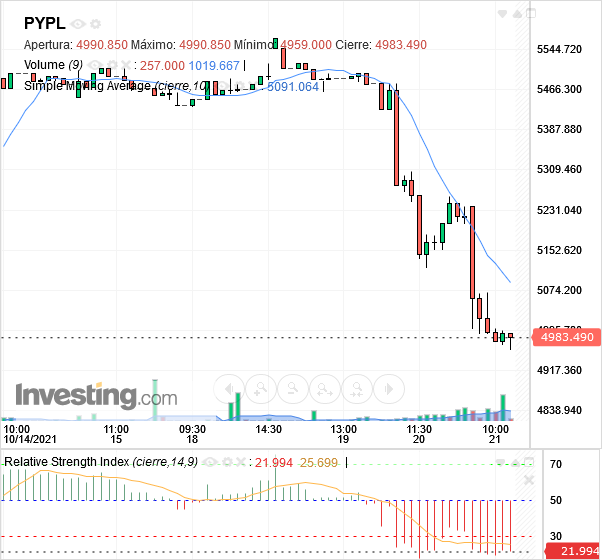 PYPL
Apertura: 4990.850 Máximo: 4990.850 Mínimo: 4959.000 Cierre: 4983.490
Volume (9) : 257.000 1019.667
Simple Moving Average (cierre,10) 5091.064
5544.720
5466.300
5387.880
5309.460
5231.040
5152.620
5074.200
4983.490
4917.360
4838.940
Investing.com
10:00 11:00 09:30 14:30 13:00 11:30 10:00
10/14/2021 15 18 19 20 21
Relative Strength Index (cierre,14,9) : 21.994 25.699
70
50
30
21.994